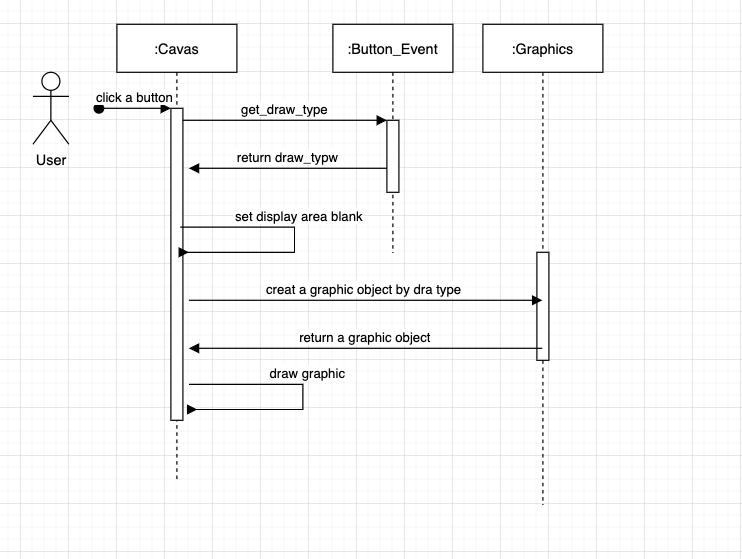 :Cavas
:Button_Event
:Graphics
click a button
get_draw_type
User
return draw_typw
set display area blank
creat a graphic object by dra type
return a graphic object
draw graphic